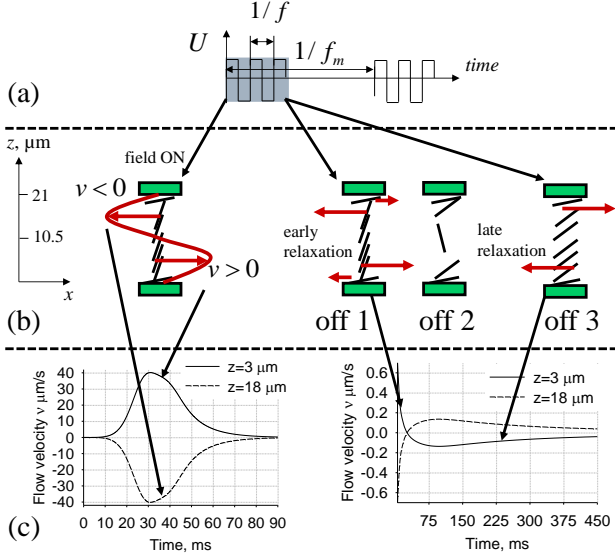 1/ f
U
1/ fm
time
(a)
z, µm
field ON
v < 0
21
early
relaxation
late
relaxation
10.5
v > 0
x
(b)
off 1
off 2
off 3
Flow velocity ν µm/s
40
30
20
10
0
-10
-20
-30
-40
z=3 µm
z=18 µm
0 10 20 30 40 50 60 70 80 90
Time, ms
Flow velocity ν µm/s
0.6
0.4
0.2
0.0
-0.2
-0.4
-0.6
z=3 µm
z=18 µm
75 150 225 300 375 450
Time, ms
(c)